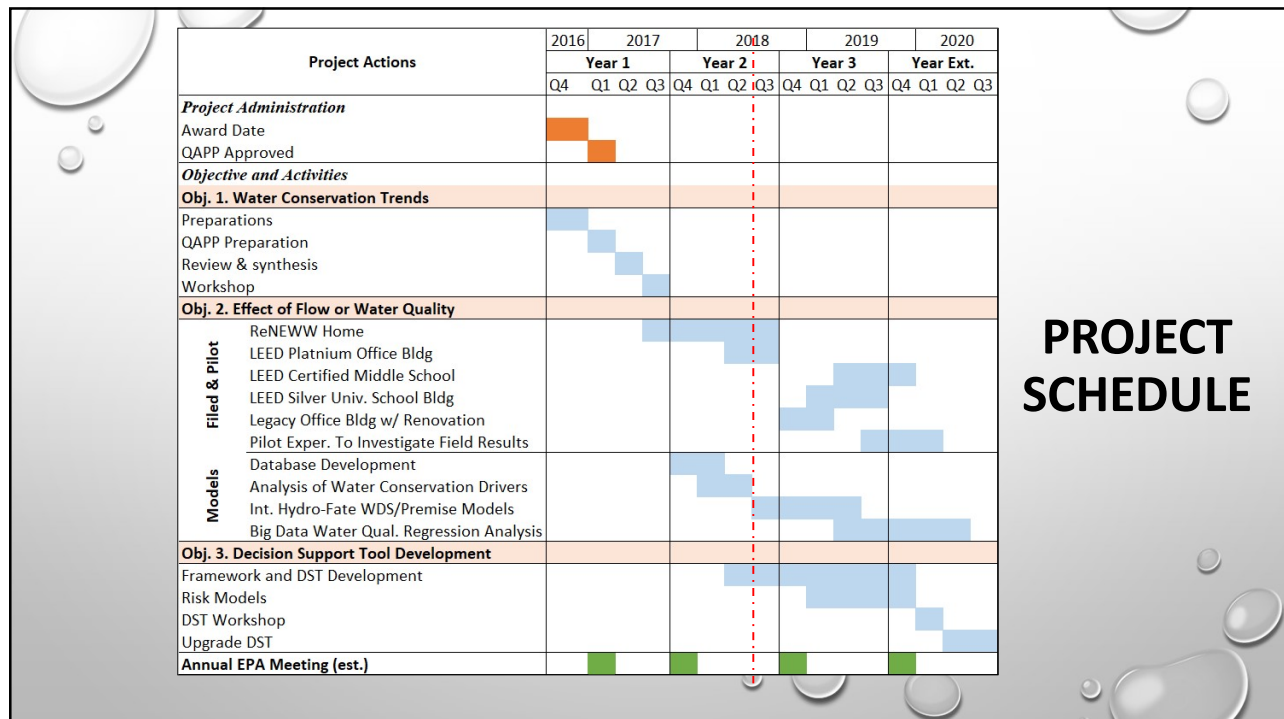 2016 2017 2018 2019 2020
Project Actions
Year 1 Year 2 Year 3 Year Ext.
Q4 Q1 Q2 Q3 Q4 Q1 Q2 Q3 Q4 Q1 Q2 Q3 Q4 Q1 Q2 Q3
Project Administration
Award Date
QAPP Approved
Objective and Activities
Obj. 1. Water Conservation Trends
Preparations
QAPP Preparation
Review & synthesis
Workshop
Obj. 2. Effect of Flow or Water Quality
Filed & Pilot
ReNEWW Home
LEED Platnium Office Bldg
LEED Certified Middle School
LEED Silver Univ. School Bldg
Legacy Office Bldg w/ Renovation
Pilot Exper. To Investigate Field Results
Models
Database Development
Analysis of Water Conservation Drivers
Int. Hydro-Fate WDS/Premise Models
Big Data Water Qual. Regression Analysis
Obj. 3. Decision Support Tool Development
Framework and DST Development
Risk Models
DST Workshop
Upgrade DST
Annual EPA Meeting (est.)
PROJECT
SCHEDULE